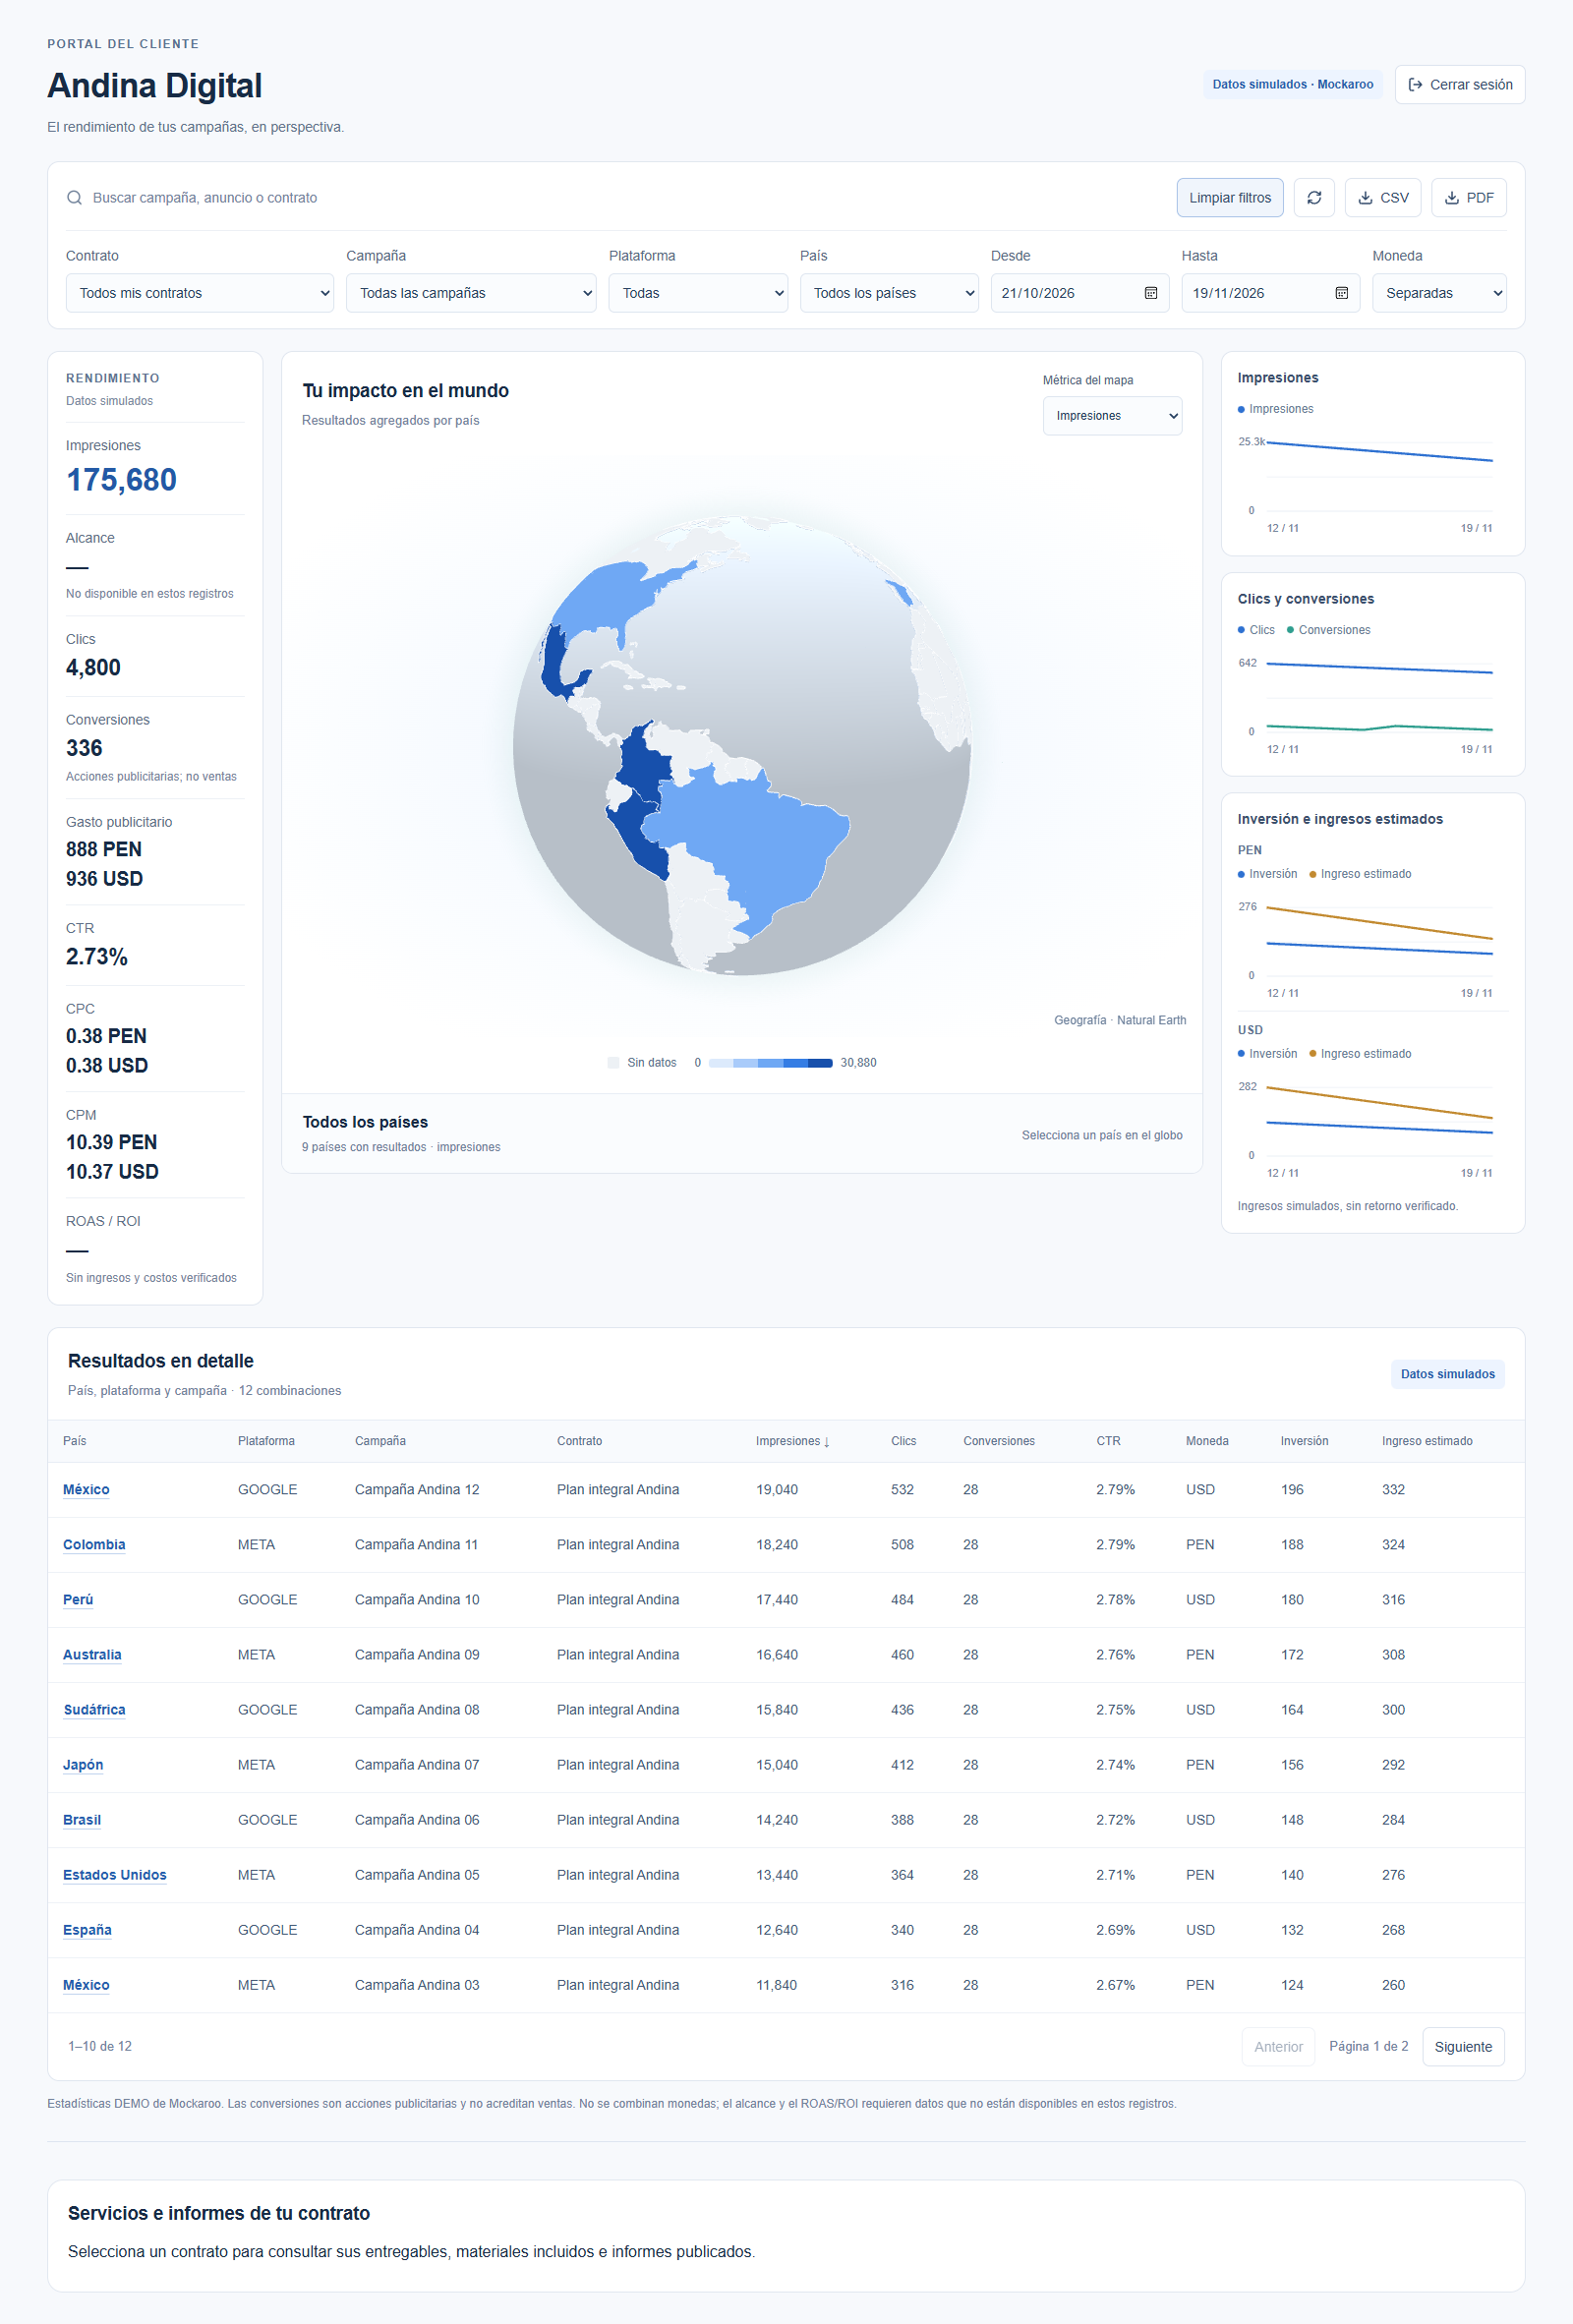 PORTAL DEL CLIENTE
Andina Digital
El rendimiento de tus campañas, en perspectiva.
Datos simulados · Mockaroo
Cerrar sesión
Buscar campaña, anuncio o contrato
Limpiar filtros
CSV
PDF
Contrato
Campaña
Plataforma
País
Desde
Hasta
Moneda
Todos mis contratos
Todas las campañas
Todas
Todos los países
21/10/2026
19/11/2026
Separadas
RENDIMIENTO
Datos simulados
Impresiones
175,680
Alcance
—
No disponible en estos registros
Clics
4,800
Conversiones
336
Acciones publicitarias; no ventas
Gasto publicitario
888 PEN
936 USD
CTR
2.73%
CPC
0.38 PEN
0.38 USD
CPM
10.39 PEN
10.37 USD
ROAS / ROI
—
Sin ingresos y costos verificados
Tu impacto en el mundo
Resultados agregados por país
Métrica del mapa
Impresiones
Geografía · Natural Earth
Sin datos 0 30,880
Todos los países
9 países con resultados · impresiones
Selecciona un país en el globo
Impresiones
Impresiones
25.3k
0
12 / 11 19 / 11
Clics y conversiones
Clics Conversiones
642
0
12 / 11 19 / 11
Inversión e ingresos estimados
PEN
Inversión Ingreso estimado
276
0
12 / 11 19 / 11
USD
Inversión Ingreso estimado
282
0
12 / 11 19 / 11
Ingresos simulados, sin retorno verificado.
Resultados en detalle
País, plataforma y campaña · 12 combinaciones
Datos simulados
País Plataforma Campaña Contrato Impresiones ↓ Clics Conversiones CTR Moneda Inversión Ingreso estimado
México GOOGLE Campaña Andina 12 Plan integral Andina 19,040 532 28 2.79% USD 196 332
Colombia META Campaña Andina 11 Plan integral Andina 18,240 508 28 2.79% PEN 188 324
Perú GOOGLE Campaña Andina 10 Plan integral Andina 17,440 484 28 2.78% USD 180 316
Australia META Campaña Andina 09 Plan integral Andina 16,640 460 28 2.76% PEN 172 308
Sudáfrica GOOGLE Campaña Andina 08 Plan integral Andina 15,840 436 28 2.75% USD 164 300
Japón META Campaña Andina 07 Plan integral Andina 15,040 412 28 2.74% PEN 156 292
Brasil GOOGLE Campaña Andina 06 Plan integral Andina 14,240 388 28 2.72% USD 148 284
Estados Unidos META Campaña Andina 05 Plan integral Andina 13,440 364 28 2.71% PEN 140 276
España GOOGLE Campaña Andina 04 Plan integral Andina 12,640 340 28 2.69% USD 132 268
México META Campaña Andina 03 Plan integral Andina 11,840 316 28 2.67% PEN 124 260
1–10 de 12
Anterior
Página 1 de 2
Siguiente
Estadísticas DEMO de Mockaroo. Las conversiones son acciones publicitarias y no acreditan ventas. No se combinan monedas; el alcance y el ROAS/ROI requieren datos que no están disponibles en estos registros.
Servicios e informes de tu contrato
Selecciona un contrato para consultar sus entregables, materiales incluidos e informes publicados.